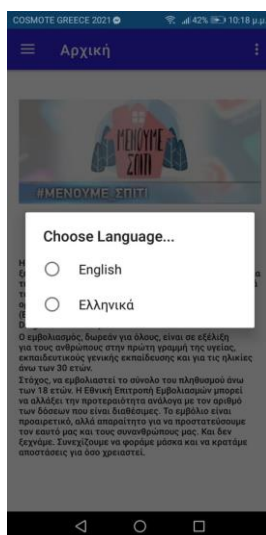 COSMOTE GREECE 2021 42% 10:18 μ.μ.
Αρχική
ΜΕΝΟΥΜΕ
ΣΠΙΤΙ
#ΜΕΝΟΥΜΕ ΣΠΙΤΙ
Choose Language...
English
Ελληνικά
Ο εμβολιασμός, δωρεάν για όλους, είναι σε εξέλιξη
για τους ανθρώπους στην πρώτη γραμμή της υγείας,
εκπαιδευτικούς γενικής εκπαίδευσης και για τις ηλικίες
άνω των 30 ετών.
Στόχος, να εμβολιαστεί το σύνολο του πληθυσμού άνω
των 18 ετών. Η Εθνική Επιτροπή Εμβολιασμών μπορεί
να αλλάξει την προτεραιότητα ανάλογα με τον αριθμό
των δόσεων που είναι διαθέσιμες. Το εμβόλιο είναι
προαιρετικό, αλλά απαραίτητο για να προστατεύσουμε
τον εαυτό μας και τους συνανθρώπους μας. Και δεν
ξεχνάμε. Συνεχίζουμε να φοράμε μάσκα και να κρατάμε
αποστάσεις για όσο χρειαστεί.